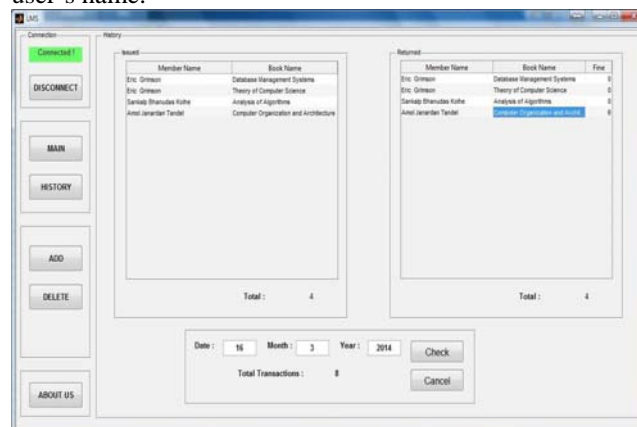 user's name.
LMS
Connection
Connected !
DISCONNECT
MAIN
HISTORY
ADD
DELETE
ABOUT US
History
Issued
Member Name Book Name
Eric Grimson Database Management Systems
Eric Grimson Theory of Computer Science
Sankalp Bhanudas Kolhe Analysis of Algorithms
Amol Janardan Tandel Computer Organization and Architecture
Total : 4
Returned
Member Name Book Name Fine
Eric Grimson Database Management Systems 0
Eric Grimson Theory of Computer Science 0
Sankalp Bhanudas Kolhe Analysis of Algorithms 0
Amol Janardan Tandel Computer Organization and Archit... 0
Total : 4
Date : 16 Month : 3 Year : 2014
Check
Total Transactions : 8
Cancel